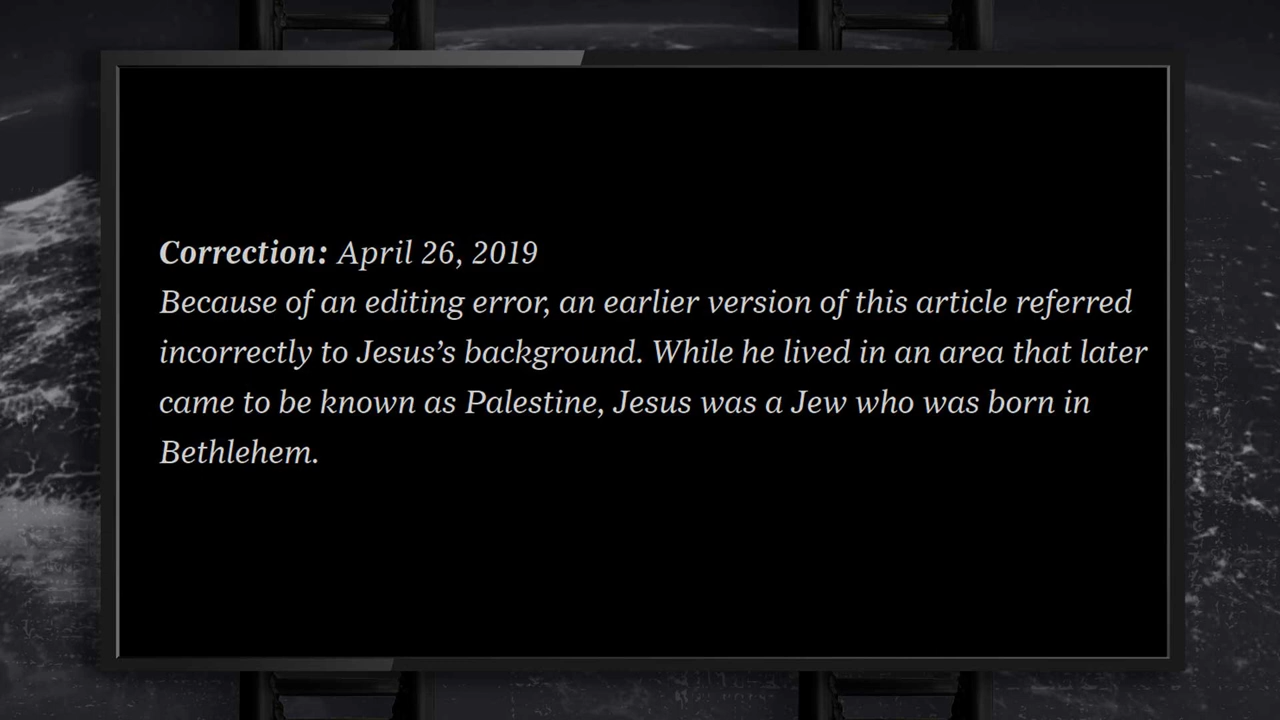 Correction: April 26, 2019
Because of an editing error, an earlier version of this article referred
incorrectly to Jesus’s background. While he lived in an area that later
came to be known as Palestine, Jesus was a Jew who was born in
Bethlehem.